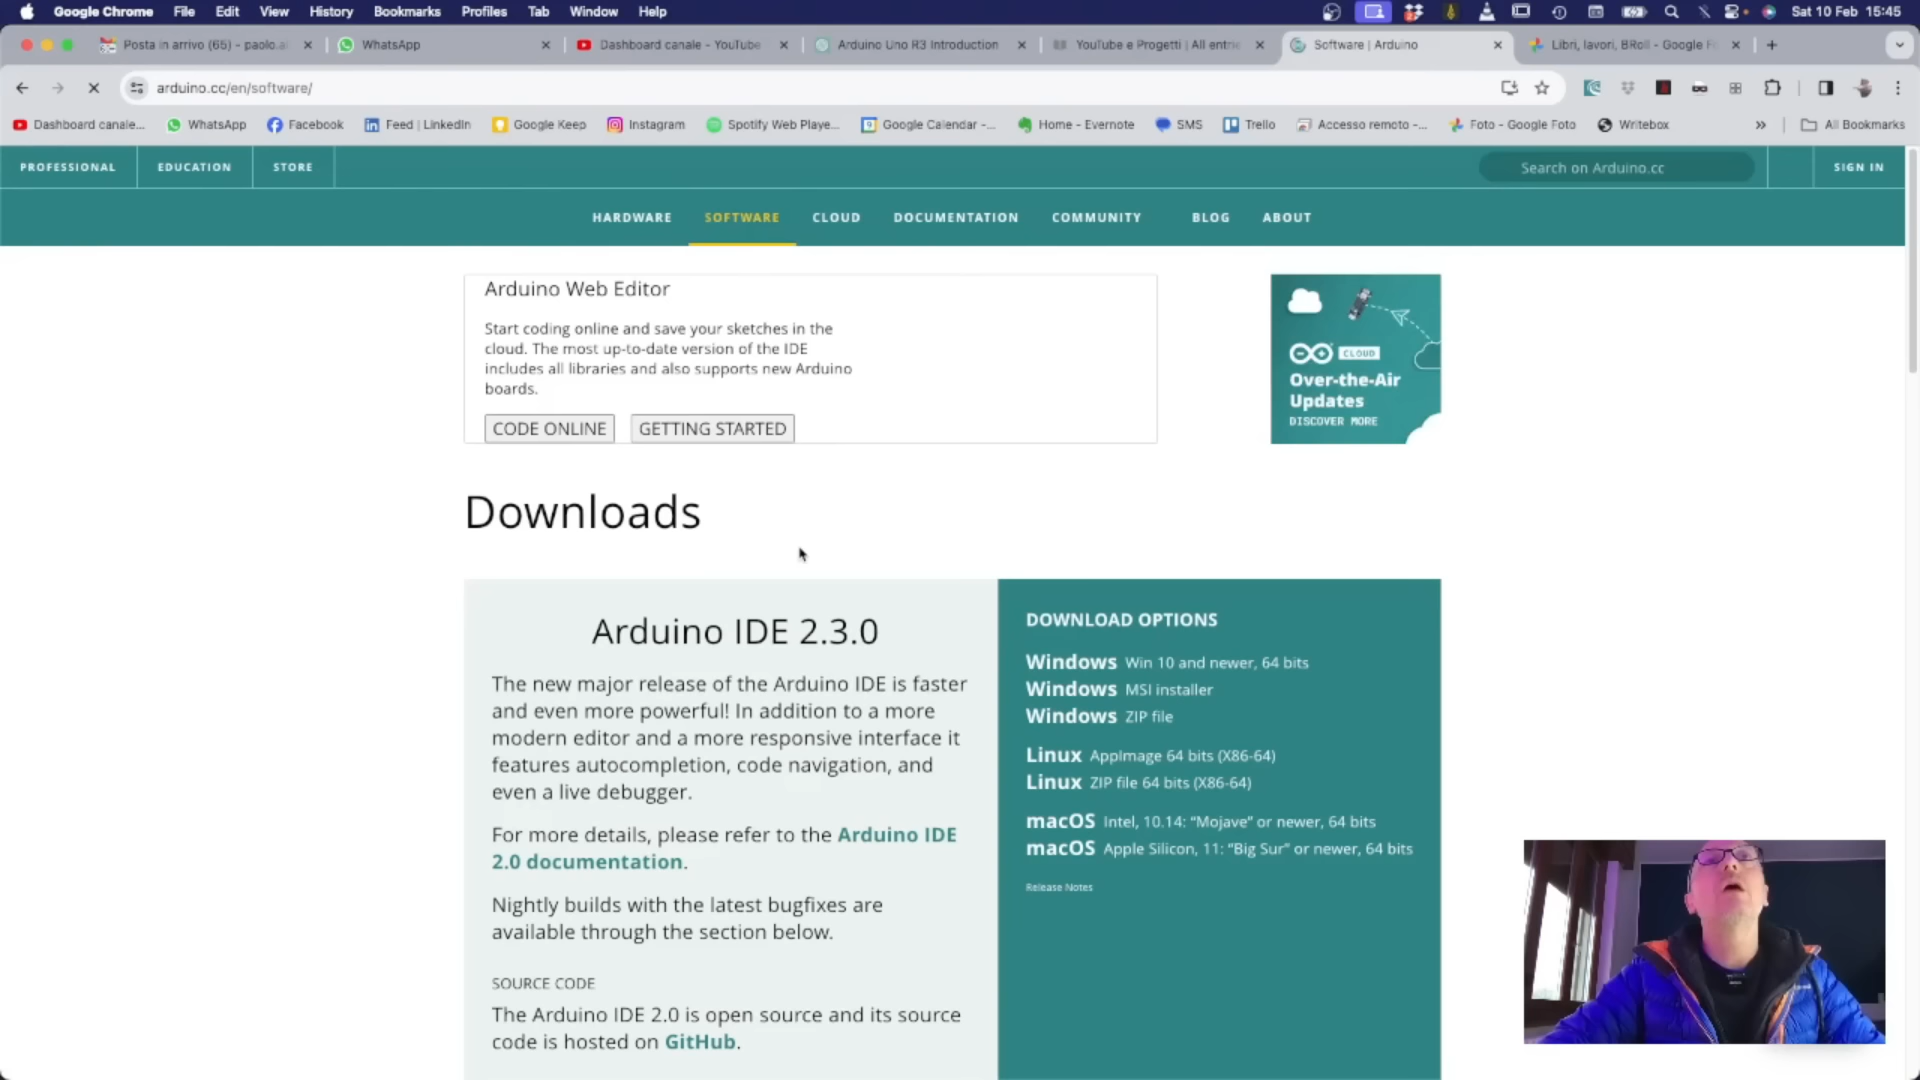 Google Chrome File Edit View History Bookmarks Profiles Tab Window Help Sat 10 Feb 15:45
Posta in arrivo (65) - paolo.a
WhatsApp
Dashboard canale - YouTube
Arduino Uno R3 Introduction
YouTube e Progetti | All entri
Software | Arduino
Libri, lavori, BRoll - Google Fo
arduino.cc/en/software/
Dashboard canale... WhatsApp Facebook Feed | LinkedIn Google Keep Instagram Spotify Web Playe... Google Calendar -... Home - Evernote SMS Trello Accesso remoto -... Foto - Google Foto Writebox » All Bookmarks
PROFESSIONAL EDUCATION STORE Search on Arduino.cc SIGN IN
HARDWARE SOFTWARE CLOUD DOCUMENTATION COMMUNITY BLOG ABOUT
Arduino Web Editor
Start coding online and save your sketches in the
cloud. The most up-to-date version of the IDE
includes all libraries and also supports new Arduino
boards.
CODE ONLINE GETTING STARTED
CLOUD
Over-the-Air
Updates
DISCOVER MORE
Downloads
Arduino IDE 2.3.0
The new major release of the Arduino IDE is faster
and even more powerful! In addition to a more
modern editor and a more responsive interface it
features autocompletion, code navigation, and
even a live debugger.
For more details, please refer to the Arduino IDE
2.0 documentation.
Nightly builds with the latest bugfixes are
available through the section below.
SOURCE CODE
The Arduino IDE 2.0 is open source and its source
code is hosted on GitHub.
DOWNLOAD OPTIONS
Windows Win 10 and newer, 64 bits
Windows MSI installer
Windows ZIP file
Linux AppImage 64 bits (X86-64)
Linux ZIP file 64 bits (X86-64)
macOS Intel, 10.14: “Mojave” or newer, 64 bits
macOS Apple Silicon, 11: “Big Sur” or newer, 64 bits
Release Notes